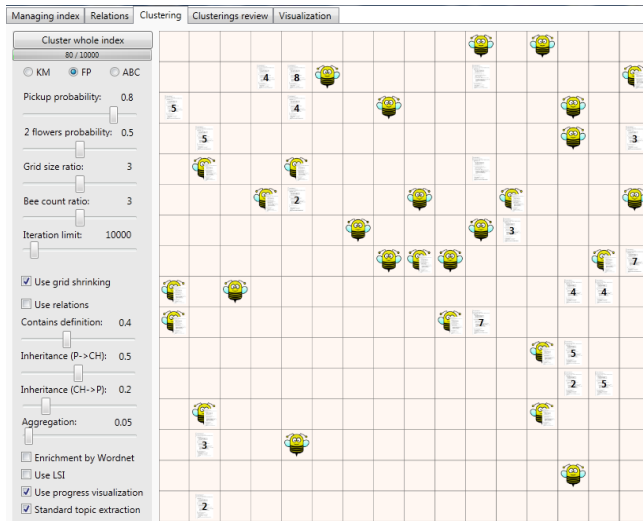 Managing index Relations Clustering Clusterings review Visualization
Cluster whole index
80 / 10000
KM FP ABC
Pickup probability: 0.8
2 flowers probability: 0.5
Grid size ratio: 3
Bee count ratio: 3
Iteration limit: 10000
Use grid shrinking
Use relations
Contains definition: 0.4
Inheritance (P->CH): 0.5
Inheritance (CH->P): 0.2
Aggregation: 0.05
Enrichment by Wordnet
Use LSI
Use progress visualization
Standard topic extraction
4 8
5 4
5 3
2
3
7
4 4
7
5
2 5
3
2